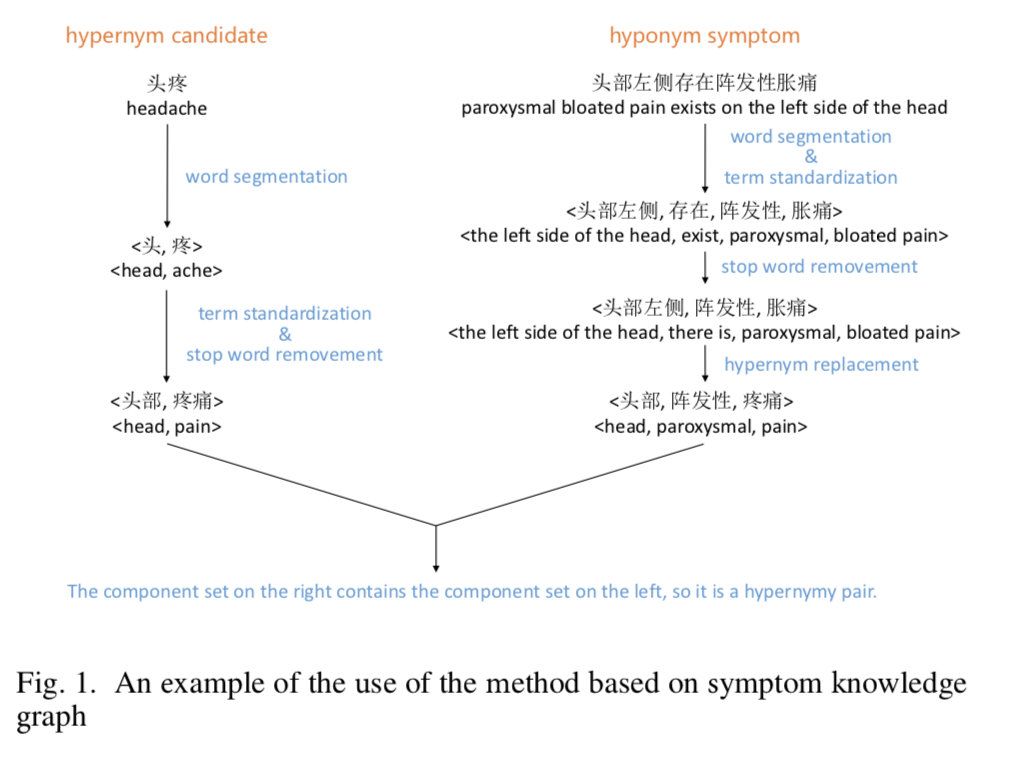 hypernym candidate
头疼
headache
word segmentation
<头, 疼>
<head, ache>
term standardization
&
stop word removement
<头部, 疼痛>
<head, pain>
hyponym symptom
头部左侧存在阵发性胀痛
paroxysmal bloated pain exists on the left side of the head
word segmentation
&
term standardization
<头部左侧, 存在, 阵发性, 胀痛>
<the left side of the head, exist, paroxysmal, bloated pain>
stop word removement
<头部左侧, 阵发性, 胀痛>
<the left side of the head, there is, paroxysmal, bloated pain>
hypernym replacement
<头部, 阵发性, 疼痛>
<head, paroxysmal, pain>
The component set on the right contains the component set on the left, so it is a hypernymy pair.
Fig. 1. An example of the use of the method based on symptom knowledge
graph